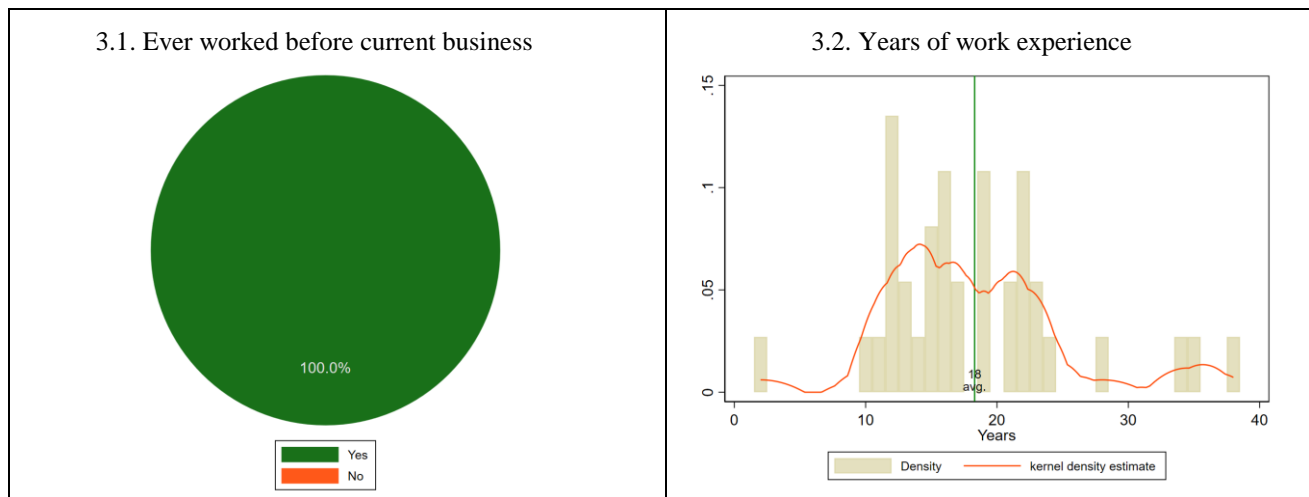 3.1. Ever worked before current business
100.0%
Yes
No
3.2. Years of work experience
.15
.1
.05
0
18
avg.
0 10 20 30 40
Years
Density kernel density estimate